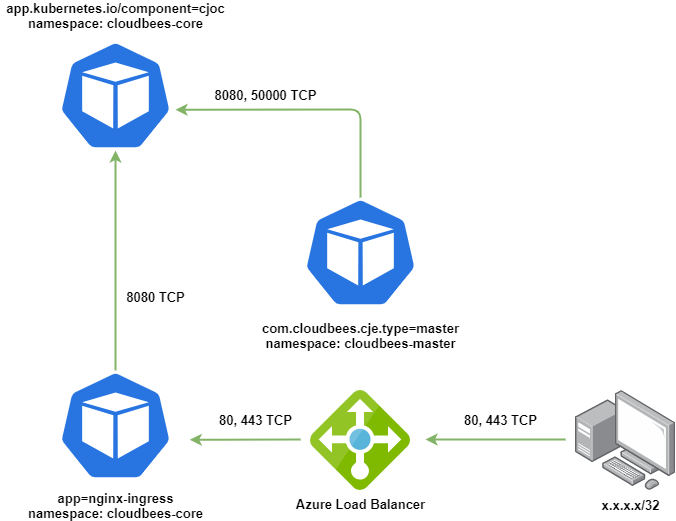 app.kubernetes.io/component=cjoc
namespace: cloudbees-core
8080, 50000 TCP
8080 TCP
com.cloudbees.cje.type=master
namespace: cloudbees-master
80, 443 TCP
80, 443 TCP
app=nginx-ingress
namespace: cloudbees-core
Azure Load Balancer
x.x.x.x/32